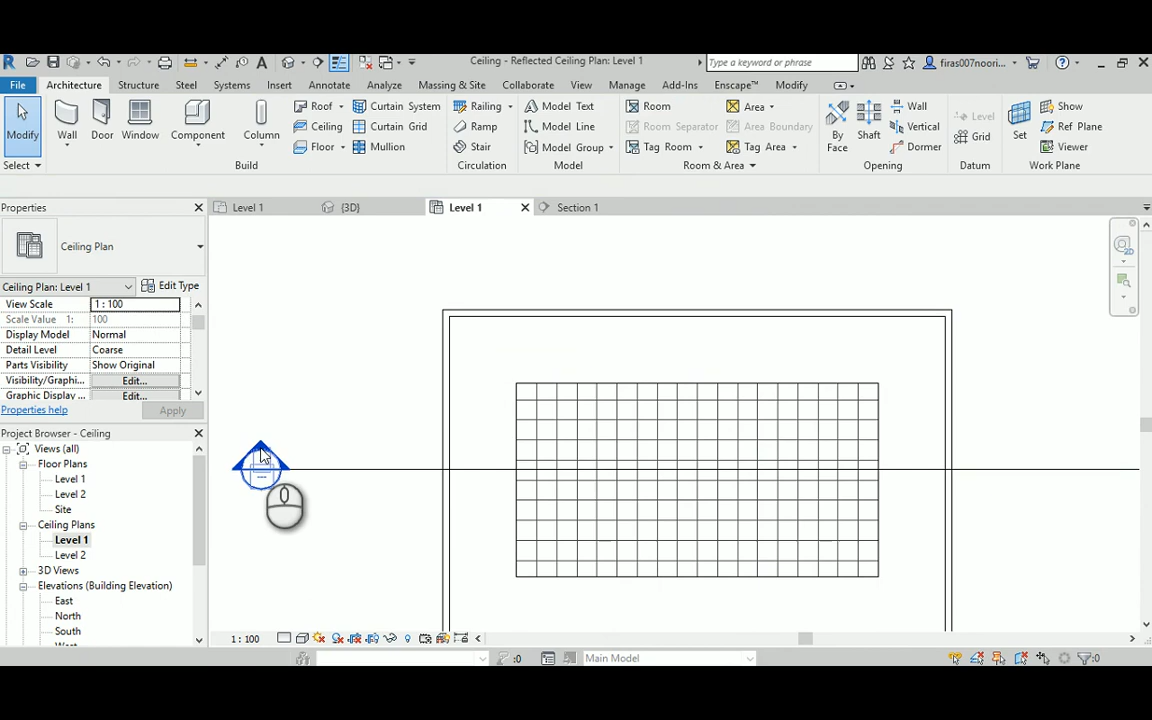 Ceiling - Reflected Ceiling Plan: Level 1
Type a keyword or phrase
firas007noori...
File Architecture Structure Steel Systems Insert Annotate Analyze Massing & Site Collaborate View Manage Add-Ins Enscape™ Modify
Modify
Wall
Door
Window
Component
Column
Roof
Ceiling
Floor
Curtain System
Curtain Grid
Mullion
Railing
Ramp
Stair
Model Text
Model Line
Model Group
Room
Room Separator
Tag Room
Area
Area Boundary
Tag Area
By
Face
Shaft
Wall
Vertical
Dormer
Level
Grid
Set
Show
Ref Plane
Viewer
Select
Build
Circulation
Model
Room & Area
Opening
Datum
Work Plane
Properties
Level 1
{3D}
Level 1
Section 1
Ceiling Plan
Ceiling Plan: Level 1
Edit Type
View Scale 1 : 100
Scale Value 1: 100
Display Model Normal
Detail Level Coarse
Parts Visibility Show Original
Visibility/Graphi... Edit...
Graphic Display ... Edit...
Properties help
Apply
Project Browser - Ceiling
Views (all)
Floor Plans
Level 1
Level 2
Site
Ceiling Plans
Level 1
Level 2
3D Views
Elevations (Building Elevation)
East
North
South
2D
1 : 100
:0
Main Model
:0